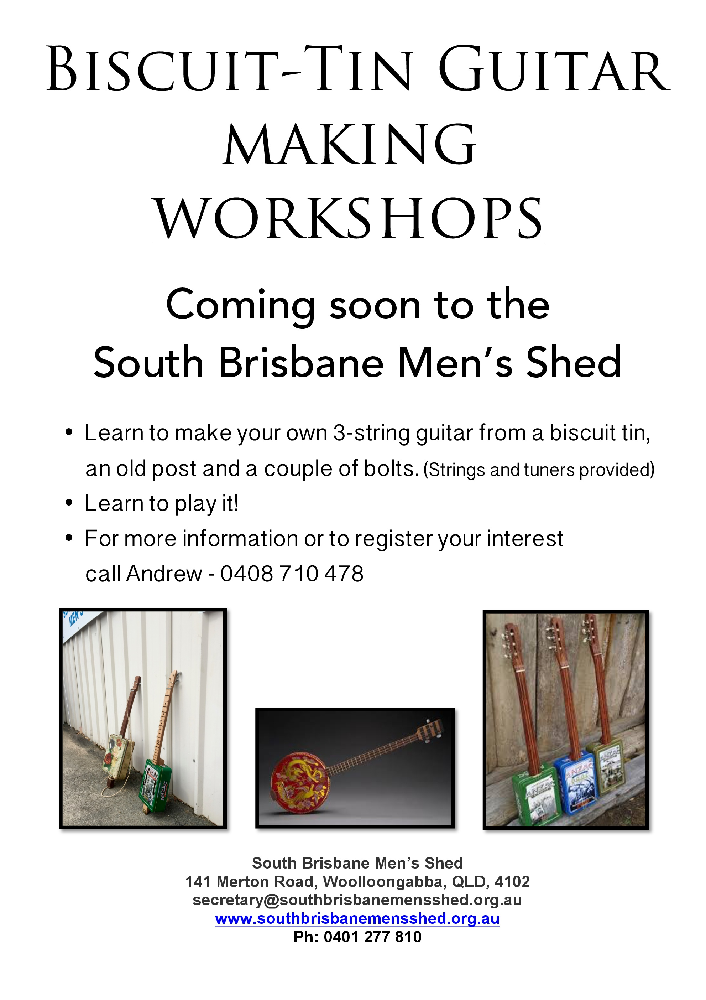 BISCUIT-TIN GUITAR
MAKING
WORKSHOPS
Coming soon to the
South Brisbane Men’s Shed
• Learn to make your own 3-string guitar from a biscuit tin,
an old post and a couple of bolts. (Strings and tuners provided)
• Learn to play it!
• For more information or to register your interest
call Andrew - 0408 710 478
MEN'S
ANZAC
ANZAC
ANZAC
ANZAC
South Brisbane Men’s Shed
141 Merton Road, Woolloongabba, QLD, 4102
secretary@southbrisbanemensshed.org.au
www.southbrisbanemensshed.org.au
Ph: 0401 277 810